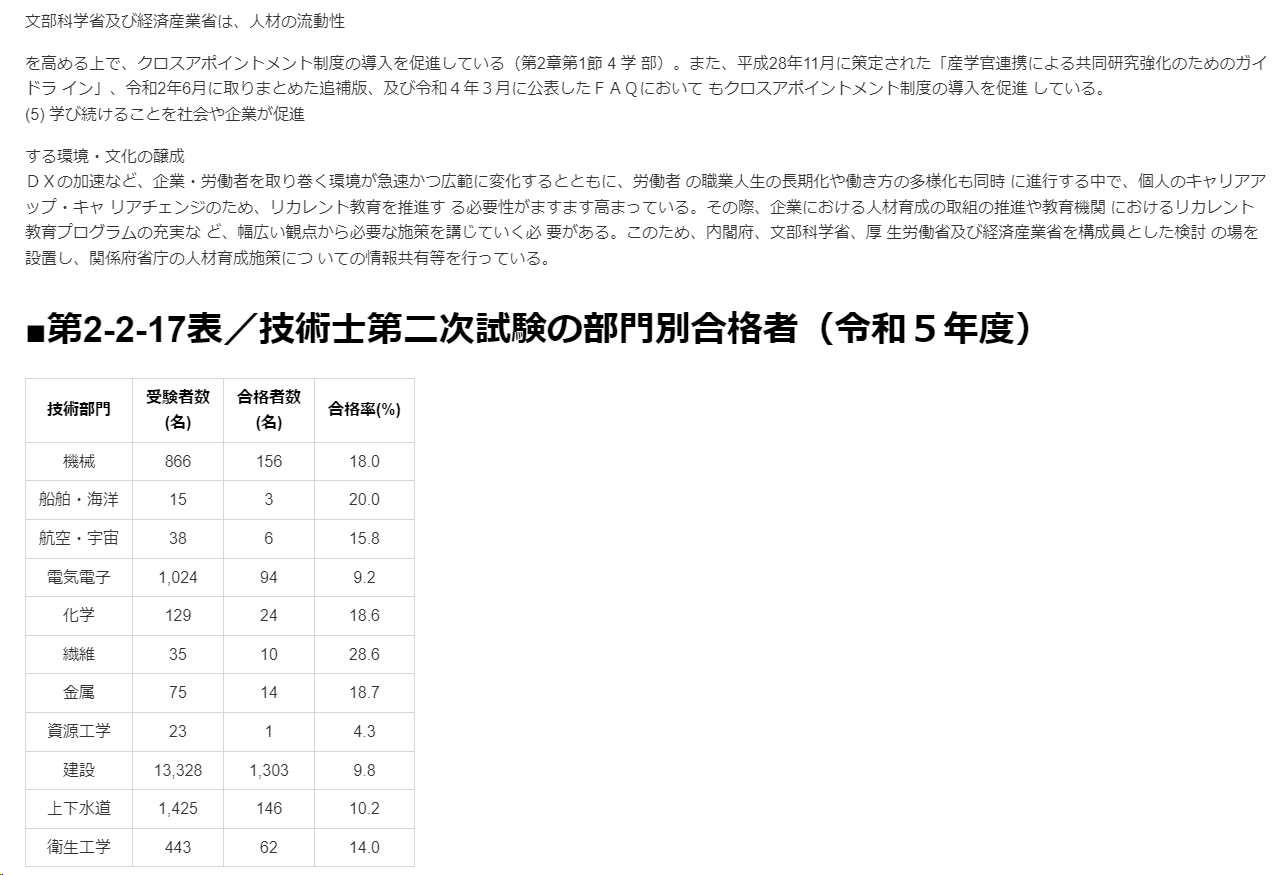 文部科学省及び経済産業省は、人材の流動性
を高める上で、クロスアポイントメント制度の導入を促進している（第2章第1節 4 学 部）。また、平成28年11月に策定された「産学官連携による共同研究強化のためのガイ
ドラ イン」、令和2年6月に取りまとめた追補版、及び令和４年３月に公表したＦＡＱにおいて もクロスアポイントメント制度の導入を促進 している。
(5) 学び続けることを社会や企業が促進
する環境・文化の醸成
ＤＸの加速など、企業・労働者を取り巻く環境が急速かつ広範に変化するとともに、労働者 の職業人生の長期化や働き方の多様化も同時 に進行する中で、個人のキャリアア
ップ・キャ リアチェンジのため、リカレント教育を推進す る必要性がますます高まっている。その際、企業における人材育成の取組の推進や教育機関 におけるリカレント
教育プログラムの充実な ど、幅広い観点から必要な施策を講じていく必 要がある。このため、内閣府、文部科学省、厚 生労働省及び経済産業省を構成員とした検討 の場を
設置し、関係府省庁の人材育成施策につ いての情報共有等を行っている。
■第2-2-17表／技術士第二次試験の部門別合格者（令和５年度）
技術部門 受験者数(名) 合格者数(名) 合格率(%)
機械 866 156 18.0
船舶・海洋 15 3 20.0
航空・宇宙 38 6 15.8
電気電子 1,024 94 9.2
化学 129 24 18.6
繊維 35 10 28.6
金属 75 14 18.7
資源工学 23 1 4.3
建設 13,328 1,303 9.8
上下水道 1,425 146 10.2
衛生工学 443 62 14.0